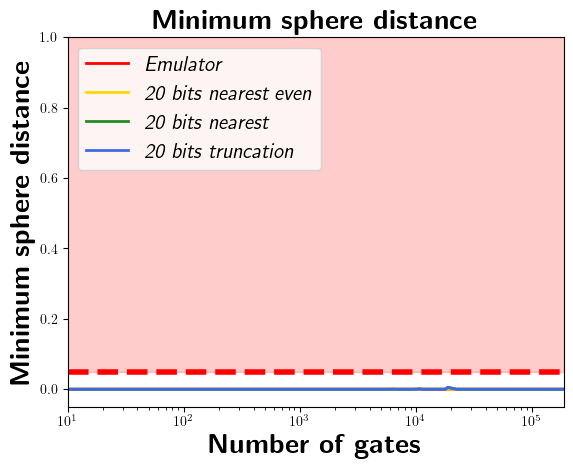 Minimum sphere distance
Minimum sphere distance
1.0
0.8
0.6
0.4
0.2
0.0
Emulator
20 bits nearest even
20 bits nearest
20 bits truncation
10^1
10^2
10^3
10^4
10^5
Number of gates